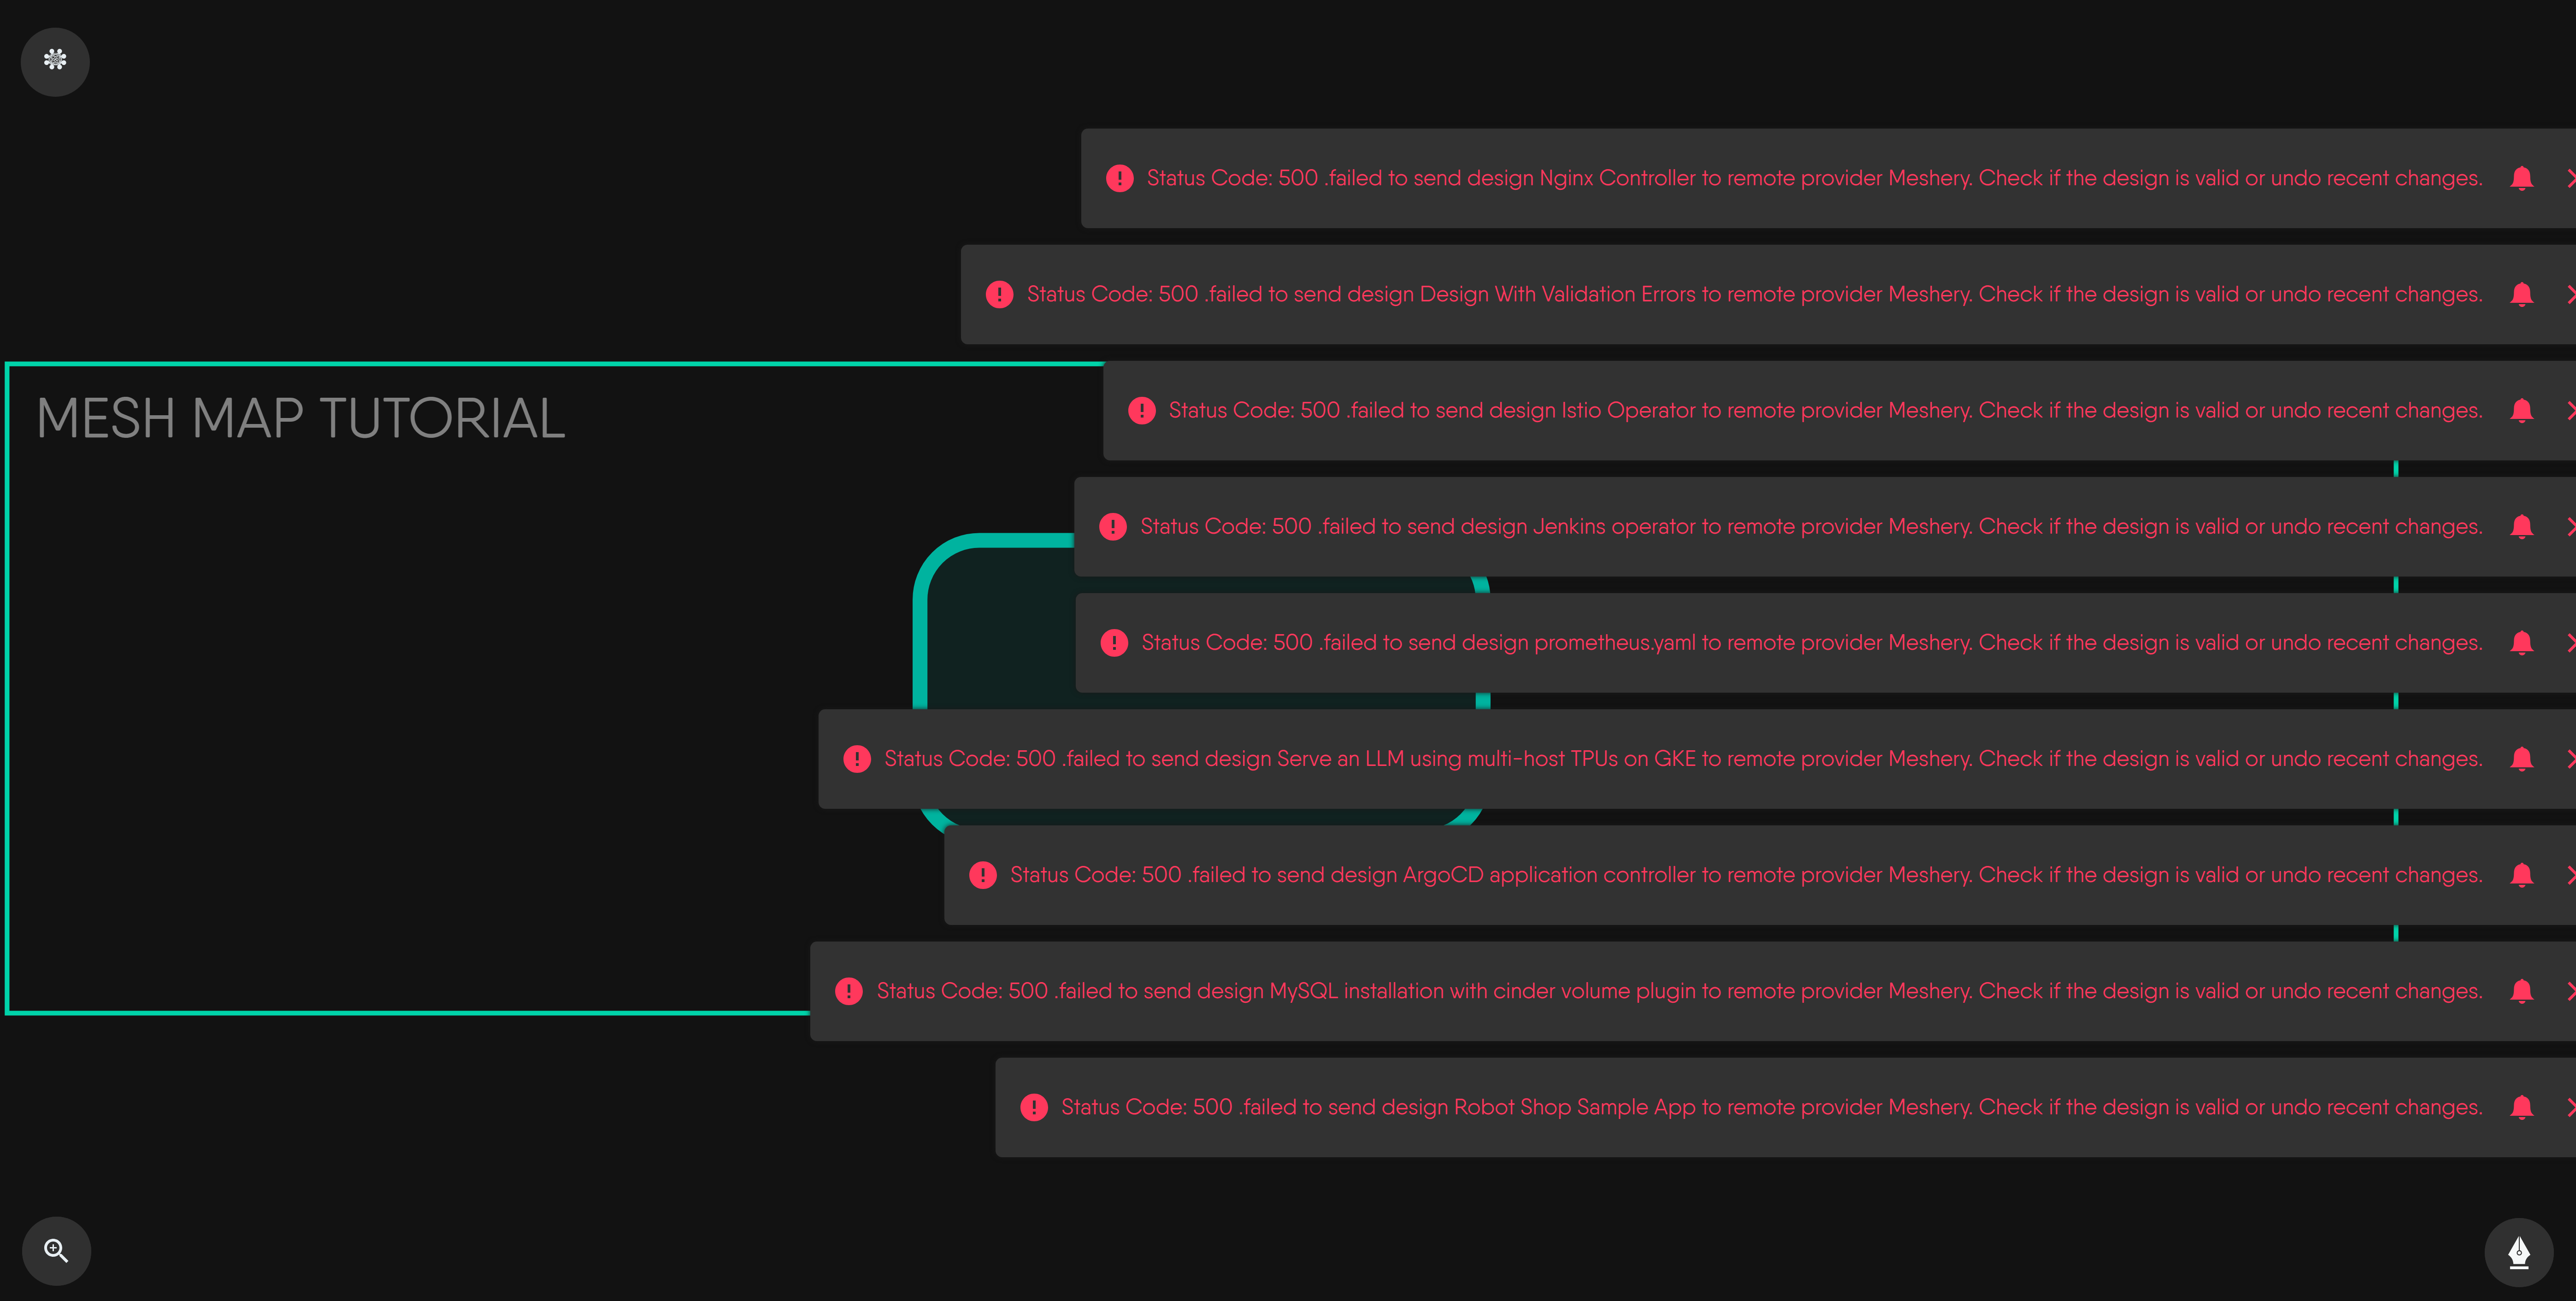 Status Code: 500 .failed to send design Nginx Controller to remote provider Meshery. Check if the design is valid or undo recent changes.
Status Code: 500 .failed to send design Design With Validation Errors to remote provider Meshery. Check if the design is valid or undo recent changes.
MESH MAP TUTORIAL
Status Code: 500 .failed to send design Istio Operator to remote provider Meshery. Check if the design is valid or undo recent changes.
Status Code: 500 .failed to send design Jenkins operator to remote provider Meshery. Check if the design is valid or undo recent changes.
Status Code: 500 .failed to send design prometheus.yaml to remote provider Meshery. Check if the design is valid or undo recent changes.
Status Code: 500 .failed to send design Serve an LLM using multi-host TPUs on GKE to remote provider Meshery. Check if the design is valid or undo recent changes.
Status Code: 500 .failed to send design ArgoCD application controller to remote provider Meshery. Check if the design is valid or undo recent changes.
Status Code: 500 .failed to send design MySQL installation with cinder volume plugin to remote provider Meshery. Check if the design is valid or undo recent changes.
Status Code: 500 .failed to send design Robot Shop Sample App to remote provider Meshery. Check if the design is valid or undo recent changes.